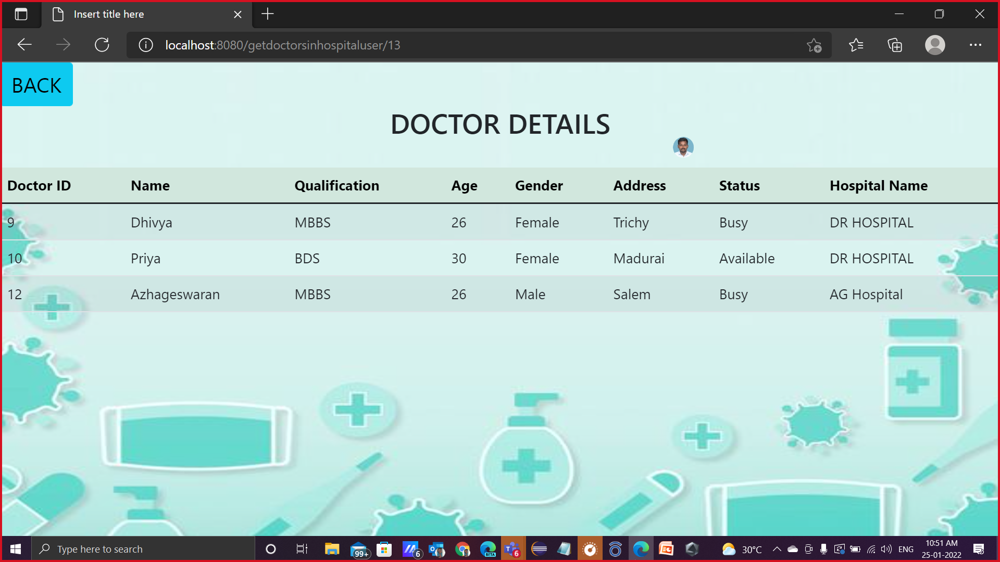 Insert title here
localhost:8080/getdoctorsinhospitaluser/13
BACK
DOCTOR DETAILS
Doctor ID Name Qualification Age Gender Address Status Hospital Name
9 Dhivya MBBS 26 Female Trichy Busy DR HOSPITAL
10 Priya BDS 30 Female Madurai Available DR HOSPITAL
12 Azhageswaran MBBS 26 Male Salem Busy AG Hospital
Type here to search 99+ 6 BETA 6 30°C ENG 10:51 AM
25-01-2022